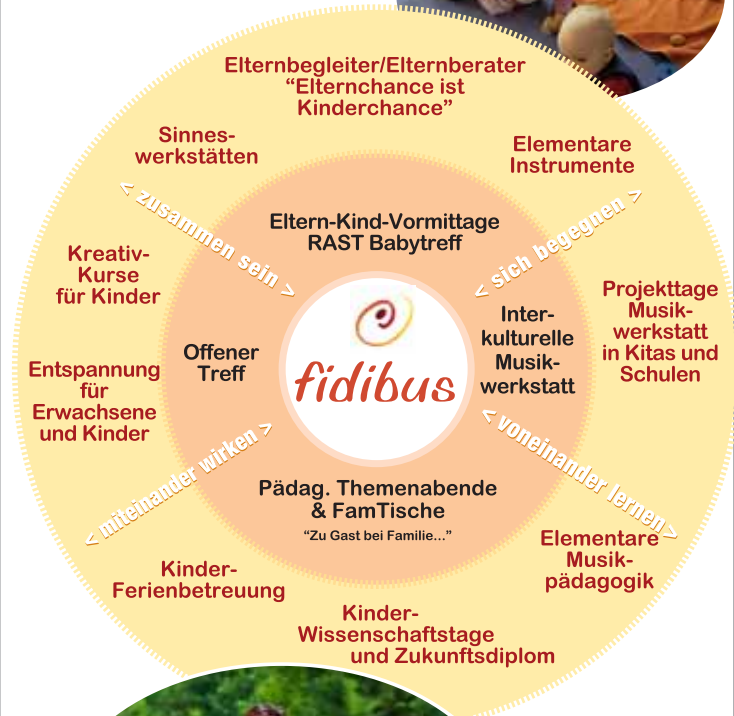 Elternbegleiter/Elternberater
“Elternchance ist
Kinderchance”
Sinnes-
werkstätten
Elementare
Instrumente
< zusammen sein >
< sich begegnen >
Eltern-Kind-Vormittage
RAST Babytreff
Kreativ-
Kurse
für Kinder
Projekttage
Musik-
werkstatt
in Kitas und
Schulen
Inter-
kulturelle
Musik-
werkstatt
Offener
Treff
fidibus
Entspannung
für
Erwachsene
und Kinder
< miteinander wirken >
< voneinander lernen >
Pädag. Themenabende
& FamTische
“Zu Gast bei Familie...”
Elementare
Musik-
pädagogik
Kinder-
Ferienbetreuung
Kinder-
Wissenschaftstage
und Zukunftsdiplom